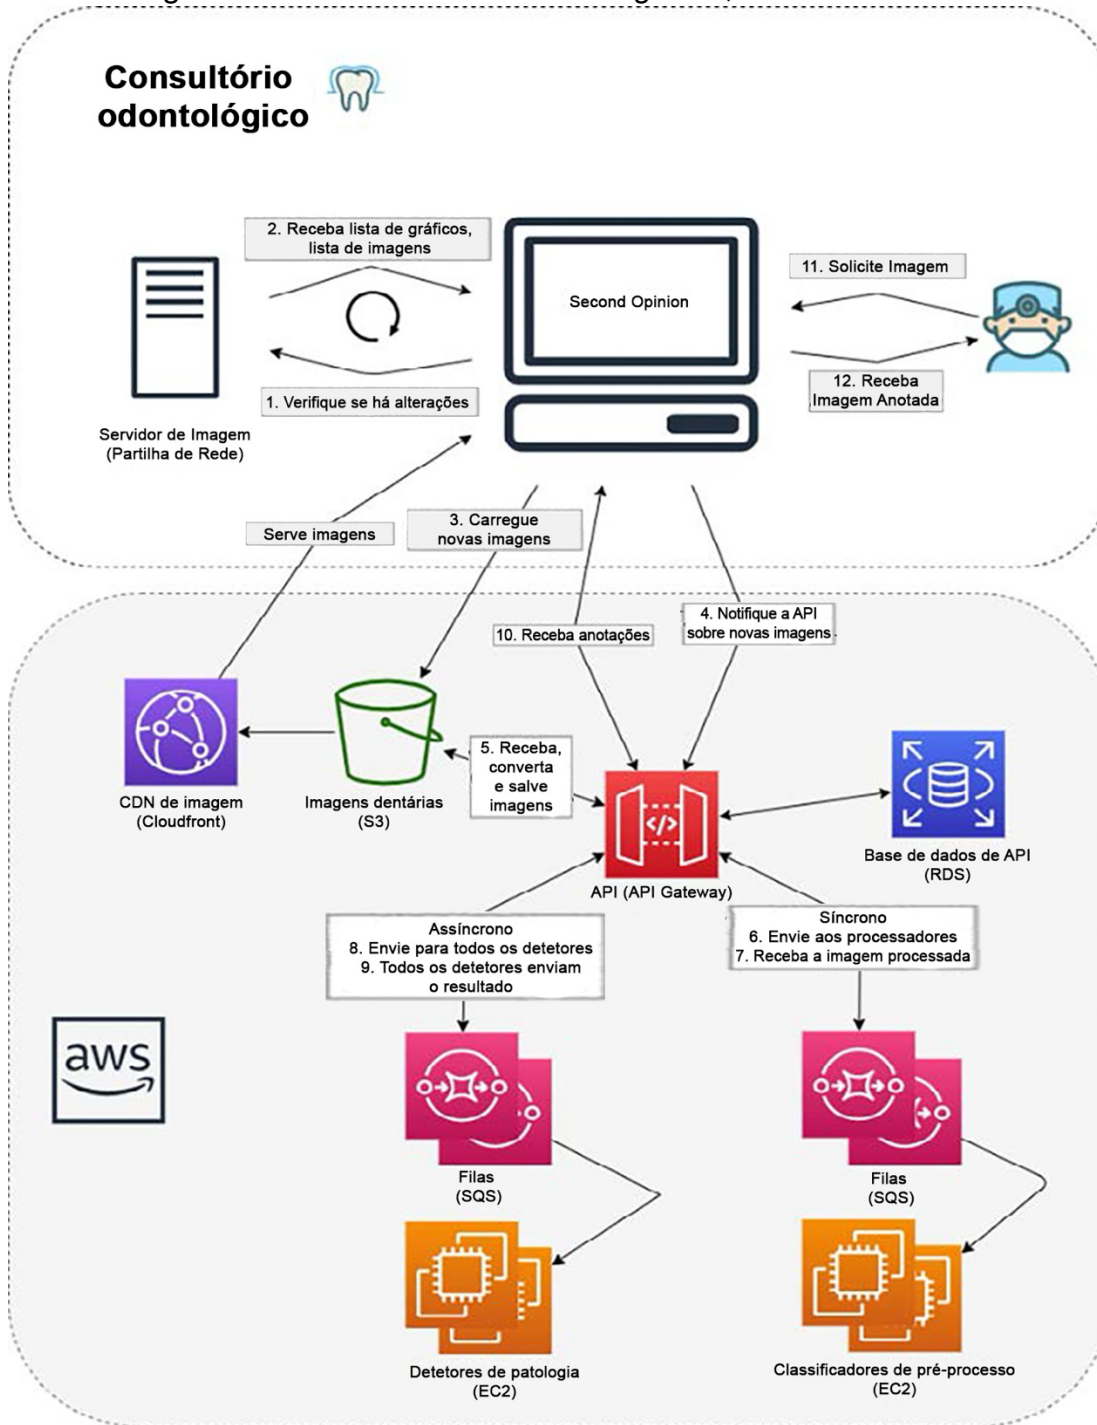 Consultório
odontológico
2. Receba lista de gráficos,
lista de imagens
Second Opinion
11. Solicite Imagem
1. Verifique se há alterações
12. Receba
Imagem Anotada
Servidor de Imagem
(Partilha de Rede)
Serve imagens
3. Carregue
novas imagens
10. Receba anotações
4. Notifique a API
sobre novas imagens
5. Receba,
converta
e salve
imagens
CDN de imagem
(Cloudfront)
Imagens dentárias
(S3)
</>
API (API Gateway)
Base de dados de API
(RDS)
Assíncrono
8. Envie para todos os detetores
9. Todos os detetores enviam
o resultado
Síncrono
6. Envie aos processadores
7. Receba a imagem processada
aws
Filas
(SQS)
Filas
(SQS)
Detetores de patologia
(EC2)
Classificadores de pré-processo
(EC2)